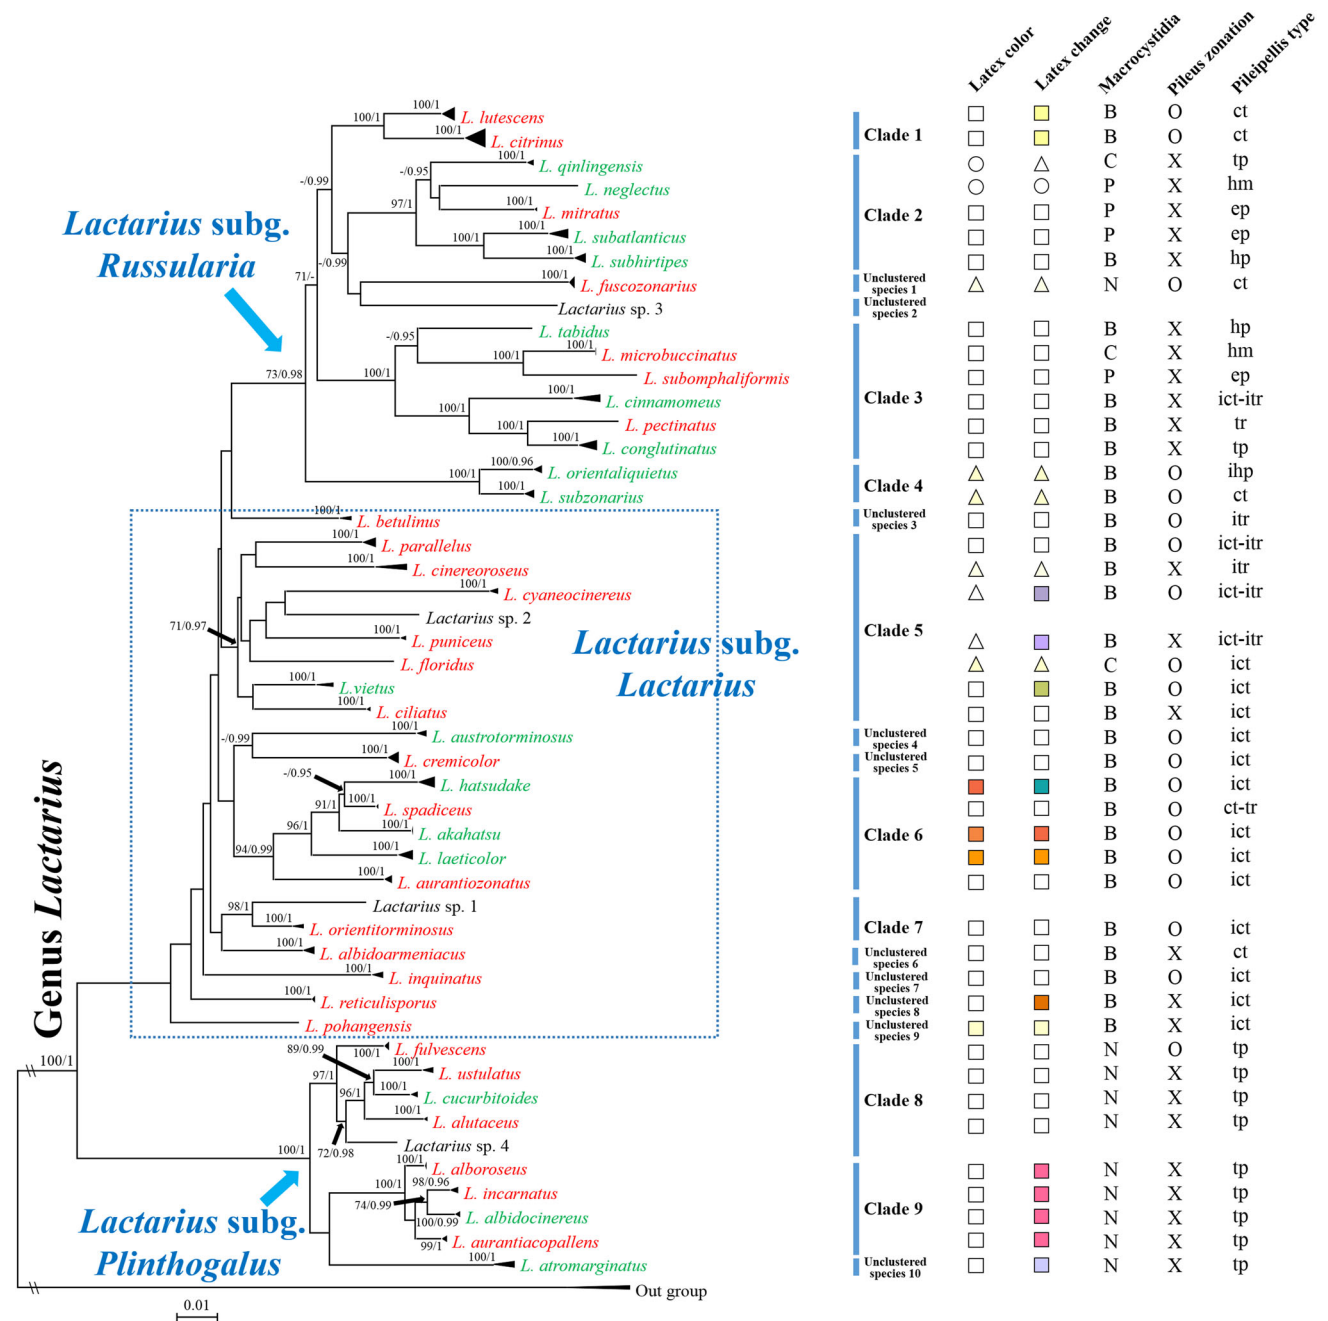 Latex color
Latex change
Macrocystidia
Pileus zonation
Pileipellis type
Genus Lactarius
Lactarius subg.
Russularia
Lactarius subg.
Lactarius
Lactarius subg.
Plinthogalus
100/1
100/1 L. lutescens
100/1 L. citrinus
Clade 1
B O ct
B O ct
-/0.99
-/0.95
100/1 L. qinlingensis
C X tp
L. neglectus
P X hm
97/1
L. mitratus
100/1
P X ep
Clade 2
100/1
100/1 L. subatlanticus
P X ep
100/1 L. subhirtipes
B X hp
71/-
-/0.99
100/1 L. fuscozonarius
Unclustered
species 1
N O ct
Lactarius sp. 3
Unclustered
species 2
73/0.98
-/0.95
L. tabidus
B X hp
100/1
100/1 L. microbuccinatus
C X hm
100/1
L. subomphaliformis
P X ep
Clade 3
100/1
100/1 L. cinnamomeus
B X ict-itr
100/1
L. pectinatus
B X tr
100/1 L. conglutinatus
B X tp
100/1
100/0.96 L. orientaliquietus
B O ihp
Clade 4
100/1 L. subzonarius
B O ct
100/1 L. betulinus
Unclustered
species 3
B O itr
100/1 L. parallelus
B O ict-itr
100/1 L. cinereoroseus
B X itr
100/1 L. cyaneocinereus
B O ict-itr
Lactarius sp. 2
71/0.97
Clade 5
100/1 L. puniceus
B X ict-itr
L. floridus
C O ict
100/1 L.vietus
B O ict
100/1 L. ciliatus
B X ict
-/0.99
100/1 L. austrotorminosus
Unclustered
species 4
B O ict
100/1 L. cremicolor
Unclustered
species 5
B O ict
-/0.95
100/1 L. hatsudake
B O ict
91/1
100/1 L. spadiceus
B O ct-tr
96/1
100/1 L. akahatsu
Clade 6
B O ict
94/0.99
100/1 L. laeticolor
B O ict
100/1 L. aurantiozonatus
B O ict
98/1
Lactarius sp. 1
100/1 L. orientitorminosus
Clade 7
B O ict
100/1 L. albidoarmeniacus
Unclustered
species 6
B X ct
100/1 L. inquinatus
Unclustered
species 7
B O ict
100/1 L. reticulisporus
Unclustered
species 8
B X ict
L. pohangensis
Unclustered
species 9
B X ict
100/1
89/0.99
97/1
100/1 L. fulvescens
N O tp
100/1 L. ustulatus
N X tp
96/1
100/1 L. cucurbitoides
Clade 8
N X tp
100/1 L. alutaceus
N X tp
72/0.98
Lactarius sp. 4
100/1
100/1
100/1 L. alboroseus
N X tp
98/0.96
100/1 L. incarnatus
N X tp
74/0.99
Clade 9
100/0.99 L. albidocinereus
N X tp
99/1 L. aurantiacopallens
N X tp
100/1 L. atromarginatus
Unclustered
species 10
N X tp
Out group
0.01